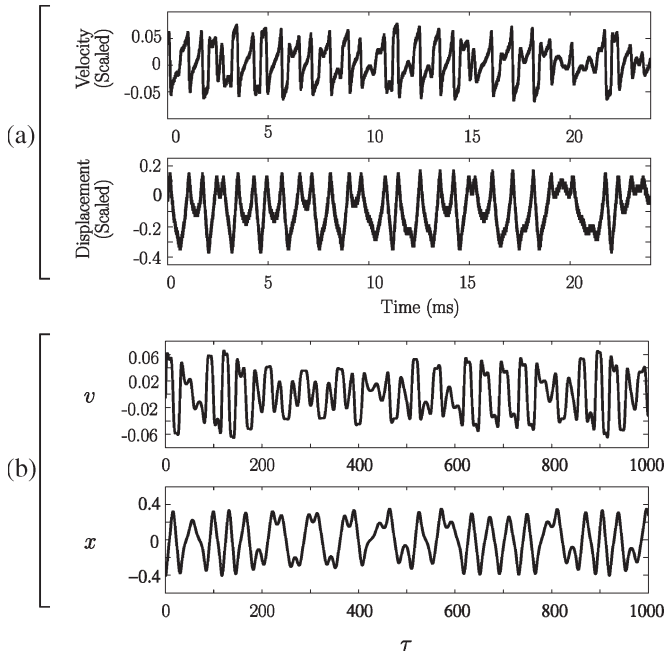 (a)
Velocity
(Scaled)
0.05
0
-0.05
0 5 10 15 20
Displacement
(Scaled)
0.2
0
-0.2
-0.4
0 5 10 15 20
Time (ms)
(b)
v
0.06
0.02
-0.02
-0.06
0 200 400 600 800 1000
x
0.4
0
-0.4
0 200 400 600 800 1000
τ